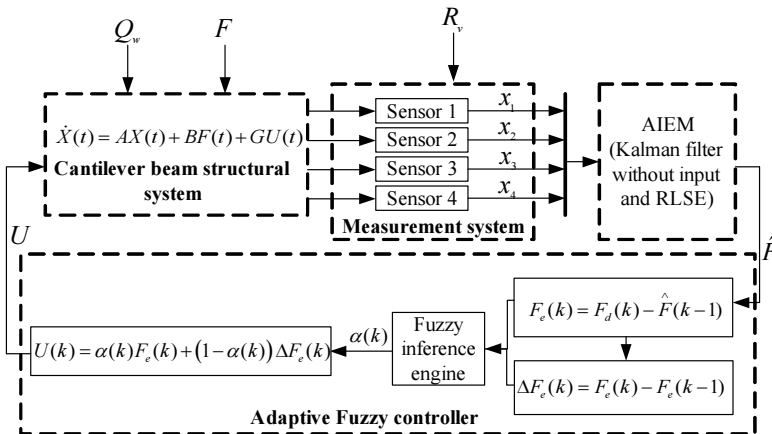 Q_w
F
R_v
Ẋ(t) = AX(t) + BF(t) + GU(t)
Cantilever beam structural
system
Sensor 1
Sensor 2
Sensor 3
Sensor 4
x_1
x_2
x_3
x_4
Measurement system
AIEM
(Kalman filter
without input
and RLSE)
U
F̂
F_e(k) = F_d(k) − F̂(k−1)
ΔF_e(k) = F_e(k) − F_e(k−1)
Fuzzy
inference
engine
α(k)
U(k) = α(k)F_e(k) + (1−α(k))ΔF_e(k)
Adaptive Fuzzy controller